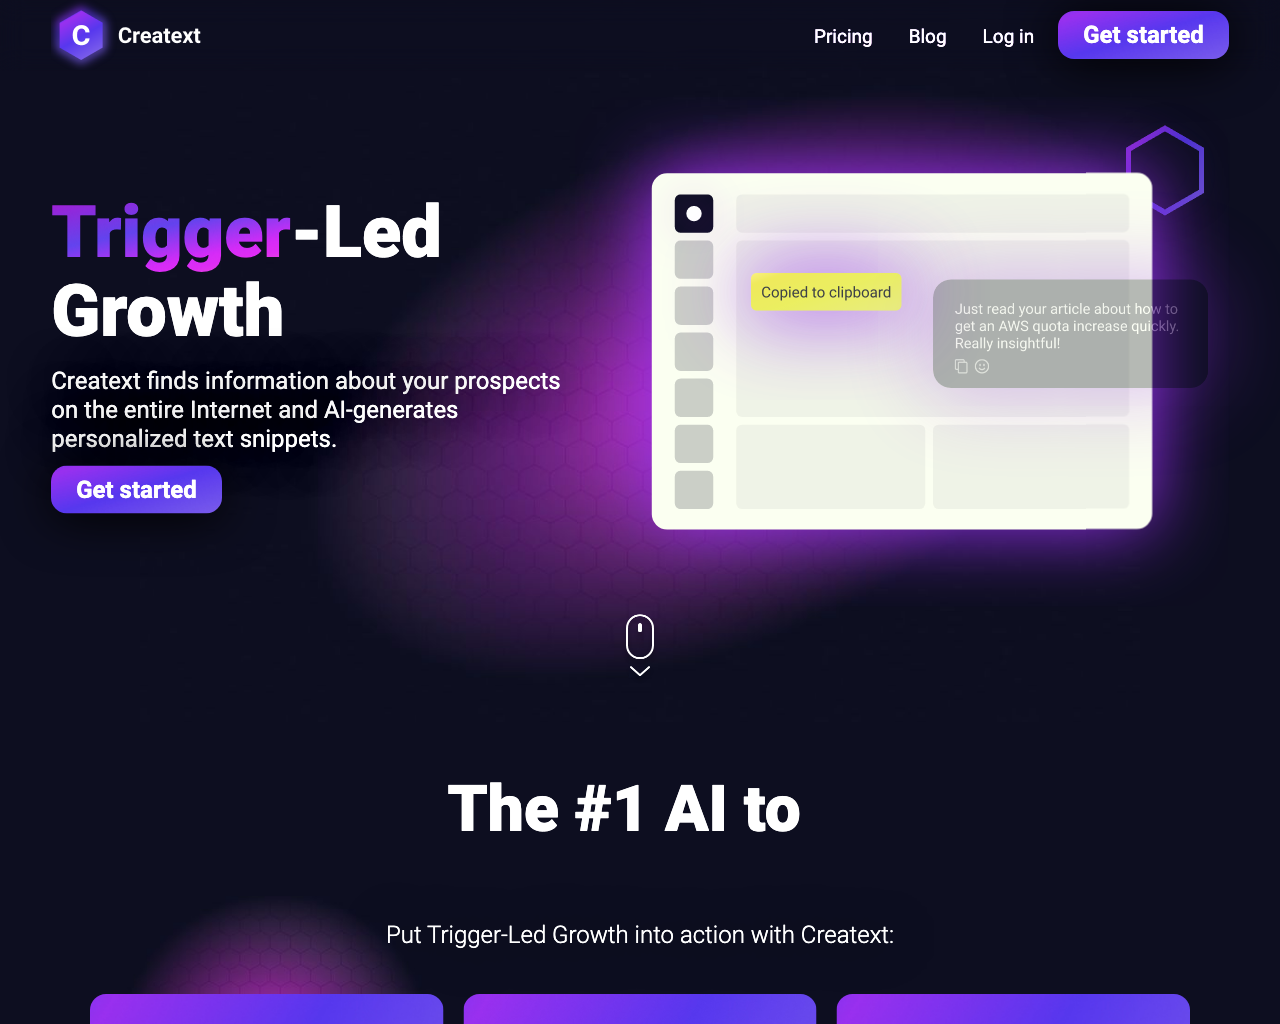 C
Creatext
Pricing
Blog
Log in
Get started
Trigger-Led
Growth
Creatext finds information about your prospects
on the entire Internet and AI-generates
personalized text snippets.
Get started
Copied to clipboard
Just read your article about how to
get an AWS quota increase quickly.
Really insightful!
The #1 AI to
Put Trigger-Led Growth into action with Creatext: